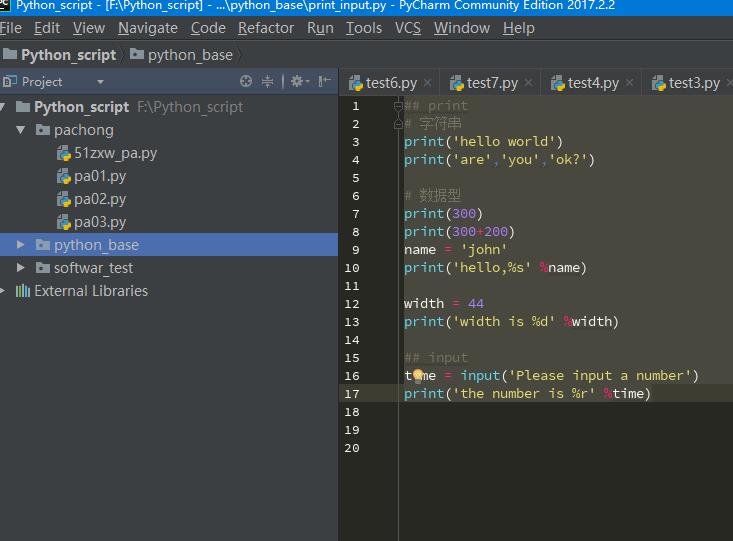 Python_script - [F:\Python_script] - ...\python_base\print_input.py - PyCharm Community Edition 2017.2.2
File Edit View Navigate Code Refactor Run Tools VCS Window Help
Python_script python_base
Project
test6.py test7.py test4.py test3.py
Python_script F:\Python_script
pachong
51zxw_pa.py
pa01.py
pa02.py
pa03.py
python_base
softwar_test
External Libraries
1 ## print
2 # 字符串
3 print('hello world')
4 print('are','you','ok?')
5
6 # 数据型
7 print(300)
8 print(300+200)
9 name = 'john'
10 print('hello,%s' %name)
11
12 width = 44
13 print('width is %d' %width)
14
15 ## input
16 time = input('Please input a number')
17 print('the number is %r' %time)
18
19
20